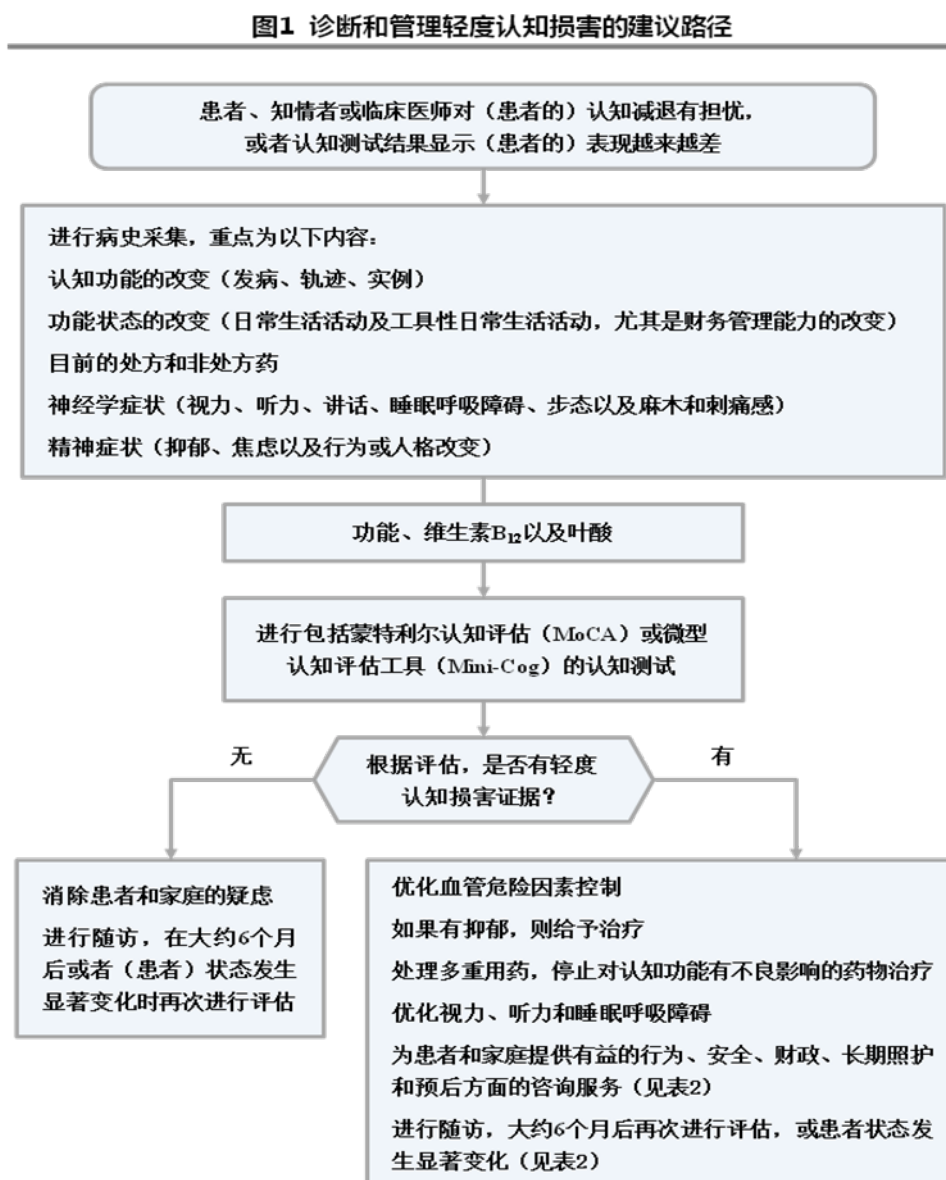 图1 诊断和管理轻度认知损害的建议路径
患者、知情者或临床医师对（患者的）认知减退有担忧，
或者认知测试结果显示（患者的）表现越来越差
进行病史采集，重点为以下内容：
认知功能的改变（发病、轨迹、实例）
功能状态的改变（日常生活活动及工具性日常生活活动，尤其是财务管理能力的改变）
目前的处方和非处方药
神经学症状（视力、听力、讲话、睡眠呼吸障碍、步态以及麻木和刺痛感）
精神症状（抑郁、焦虑以及行为或人格改变）
功能、维生素B12以及叶酸
进行包括蒙特利尔认知评估（MoCA）或微型
认知评估工具（Mini-Cog）的认知测试
根据评估，是否有轻度
认知损害证据？
无
有
消除患者和家庭的疑虑
进行随访，在大约6个月
后或者（患者）状态发生
显著变化时再次进行评估
优化血管危险因素控制
如果有抑郁，则给予治疗
处理多重用药，停止对认知功能有不良影响的药物治疗
优化视力、听力和睡眠呼吸障碍
为患者和家庭提供有益的行为、安全、财政、长期照护
和预后方面的咨询服务（见表2）
进行随访，大约6个月后再次进行评估，或患者状态发
生显著变化（见表2）